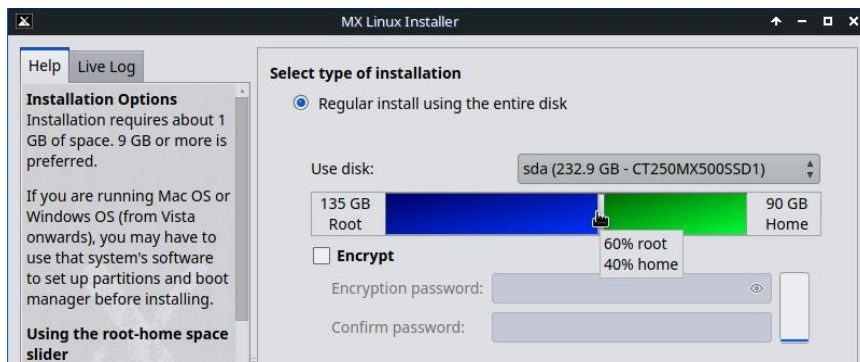 MX Linux Installer
Help
Live Log
Installation Options
Installation requires about 1
GB of space. 9 GB or more is
preferred.
If you are running Mac OS or
Windows OS (from Vista
onwards), you may have to
use that system's software
to set up partitions and boot
manager before installing.
Using the root-home space
slider
Select type of installation
Regular install using the entire disk
Use disk:
sda (232.9 GB - CT250MX500SSD1)
135 GB
Root
90 GB
Home
60% root
40% home
Encrypt
Encryption password:
Confirm password: